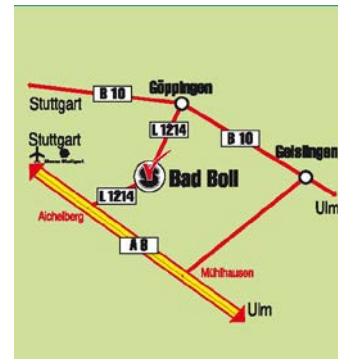 B 10
Göppingen
Stuttgart
L 1214
B 10
Stuttgart
Geislingen
Bad Boll
L 1214
Ulm
Aichelberg
A 8
Mühlhausen
Ulm